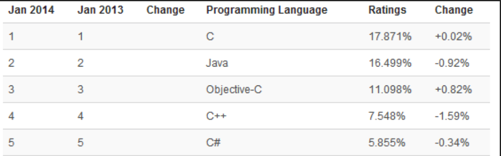 Jan 2014 Jan 2013 Change Programming Language Ratings Change
1 1 C 17.871% +0.02%
2 2 Java 16.499% -0.92%
3 3 Objective-C 11.098% +0.82%
4 4 C++ 7.548% -1.59%
5 5 C# 5.855% -0.34%